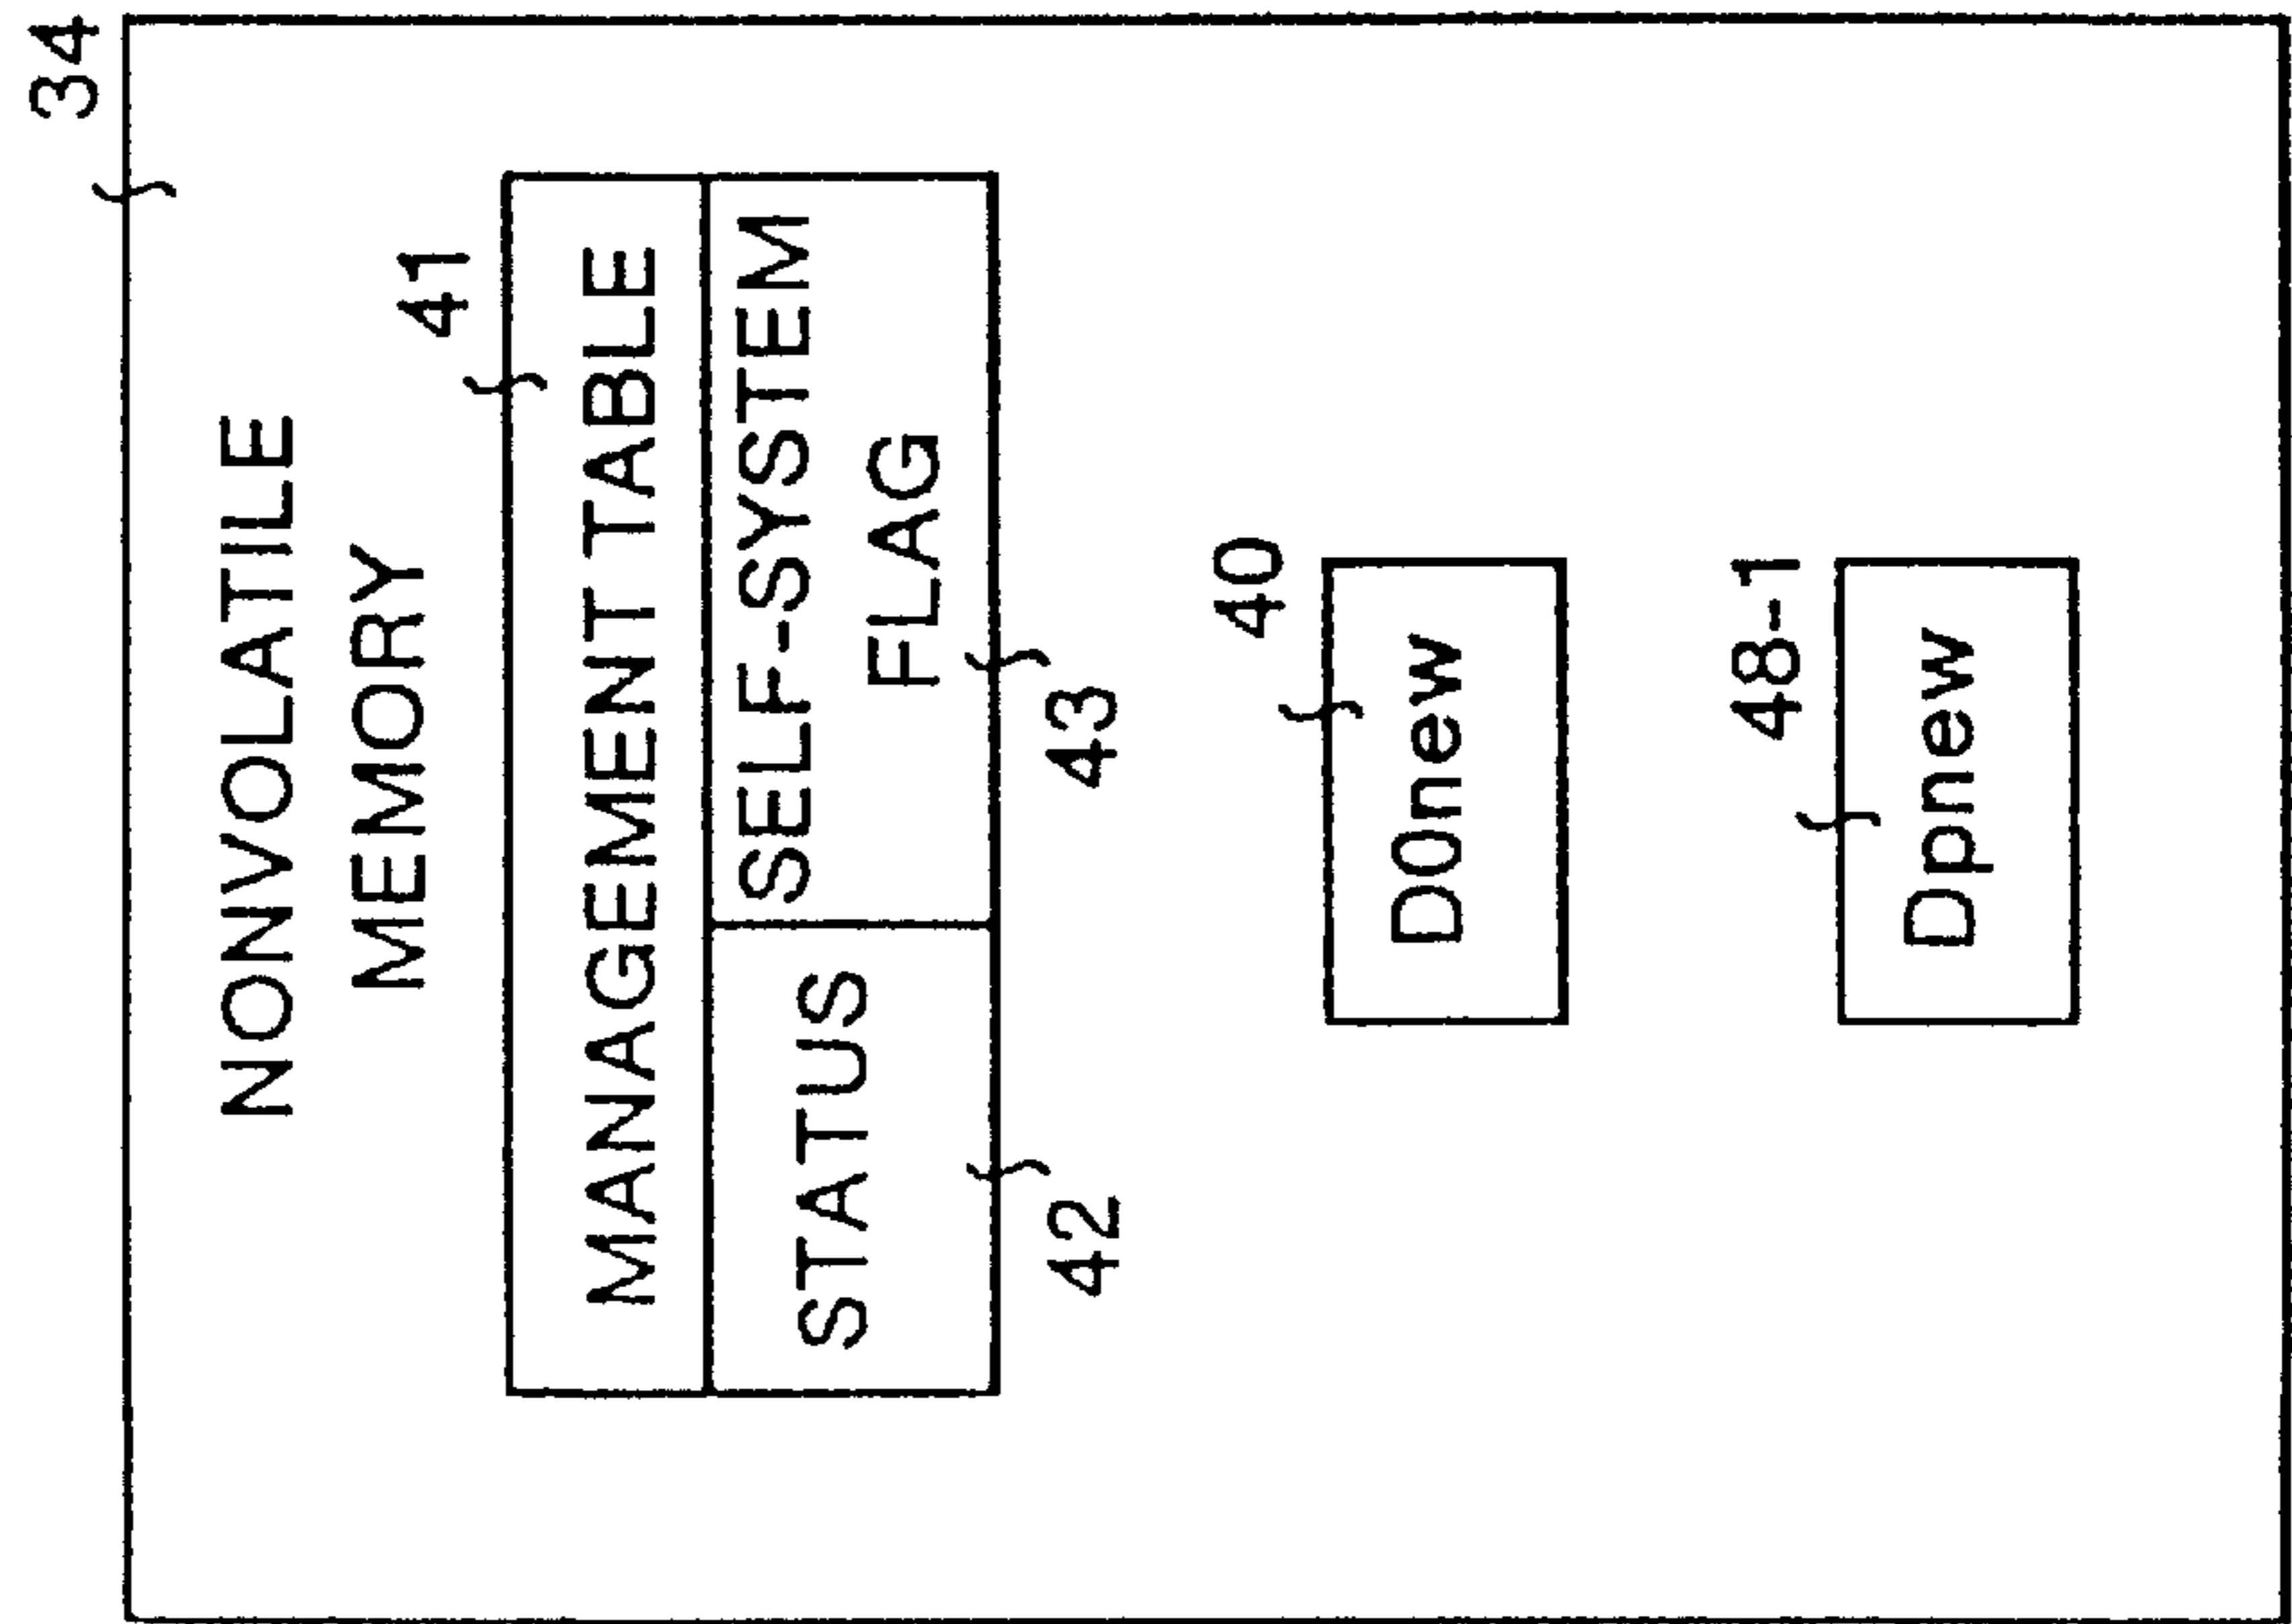 34
NONVOLATILE
MEMORY
41
MANAGEMENT TABLE
STATUS
SELF-SYSTEM
FLAG
42
43
40
D0new
48-1
Dpnew